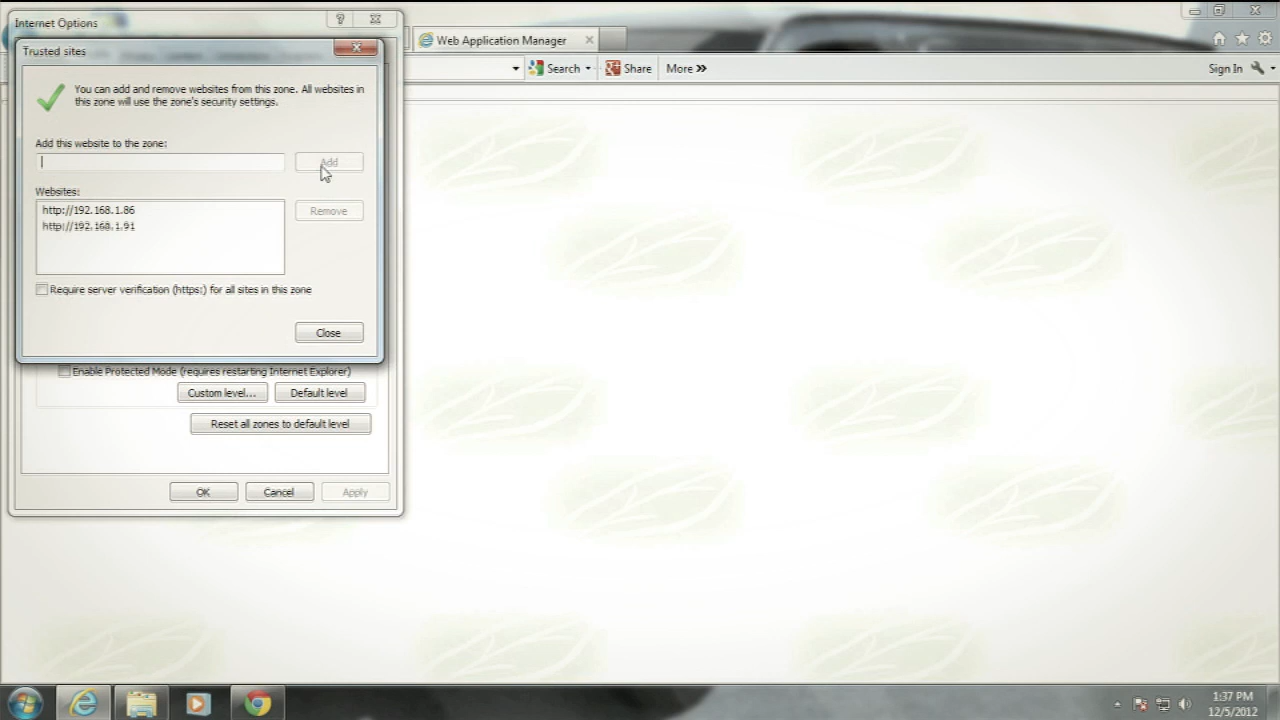 Internet Options
?
Web Application Manager
Trusted sites
Search
Share
More »
Sign In
You can add and remove websites from this zone. All websites in
this zone will use the zone's security settings.
Add this website to the zone:
Add
Websites:
http://192.168.1.86
http://192.168.1.91
Remove
Require server verification (https:) for all sites in this zone
Close
Enable Protected Mode (requires restarting Internet Explorer)
Custom level...
Default level
Reset all zones to default level
OK
Cancel
Apply
1:37 PM
12/5/2012